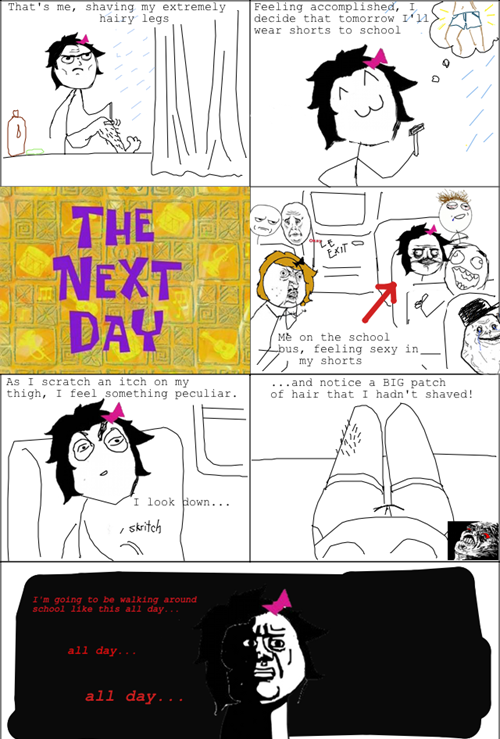 That's me, shaving my extremely
hairy legs
Feeling accomplished, I
decide that tomorrow I'll
wear shorts to school
THE
NEXT
DAY
LE
EXIT
Me on the school
bus, feeling sexy in
my shorts
As I scratch an itch on my
thigh, I feel something peculiar.
I look down...
skritch
...and notice a BIG patch
of hair that I hadn't shaved!
I'm going to be walking around
school like this all day...
all day...
all day...